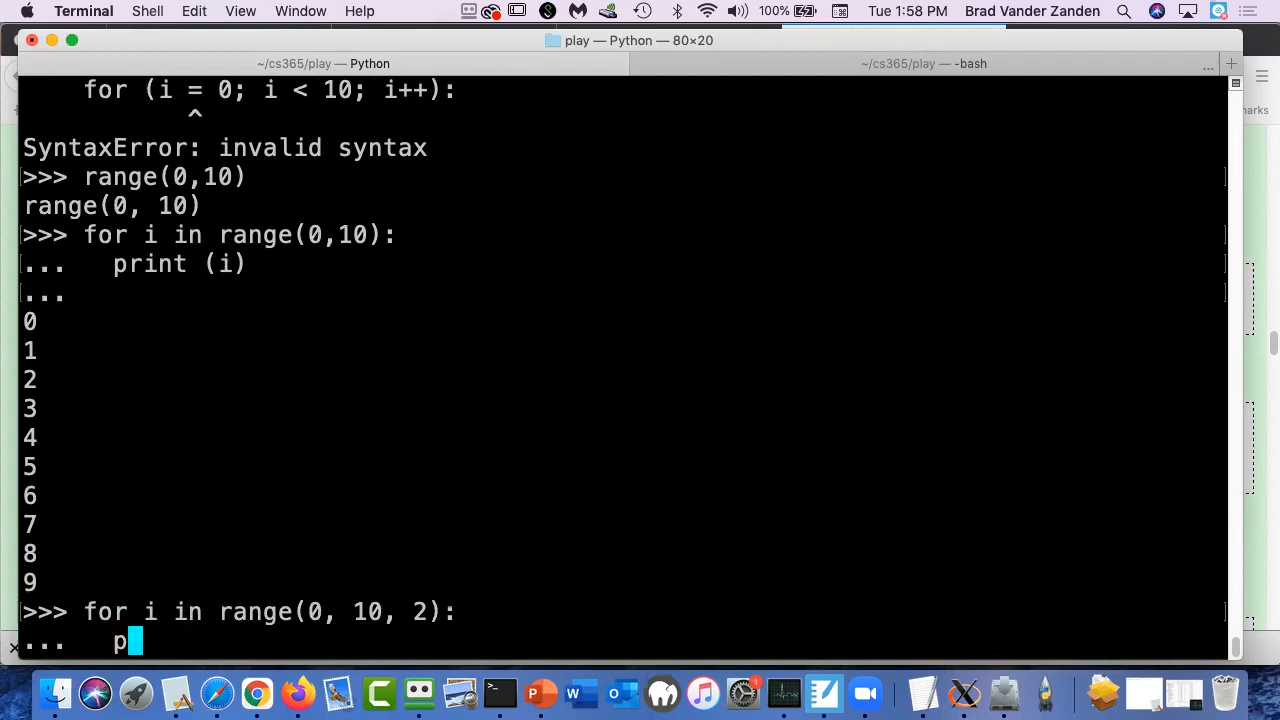 Terminal Shell Edit View Window Help 100% Tue 1:58 PM Brad Vander Zanden
play — Python — 80×20
~/cs365/play — Python
~/cs365/play — -bash
for (i = 0; i < 10; i++):
^
SyntaxError: invalid syntax
>>> range(0,10)
range(0, 10)
>>> for i in range(0,10):
... print (i)
...
0
1
2
3
4
5
6
7
8
9
>>> for i in range(0, 10, 2):
... p